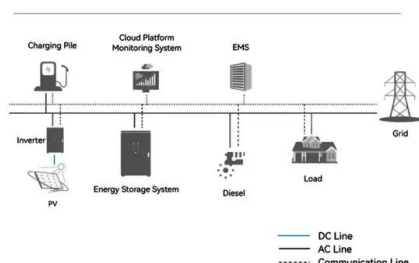 Cloud Platform
Monitoring System
Charging Pile
EMS
Inverter
Grid
Energy Storage System
Load
Diesel
PV
DC Line
AC Line
Communication Line